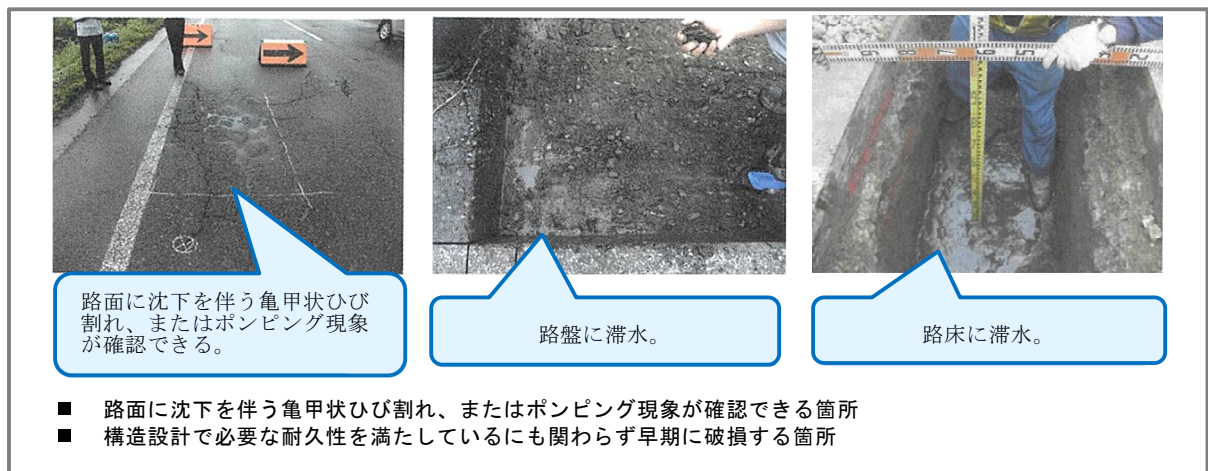 路面に沈下を伴う亀甲状ひび
割れ、またはポンピング現象
が確認できる。
路盤に滞水。
路床に滞水。
■ 路面に沈下を伴う亀甲状ひび割れ、またはポンピング現象が確認できる箇所
■ 構造設計で必要な耐久性を満たしているにも関わらず早期に破損する箇所